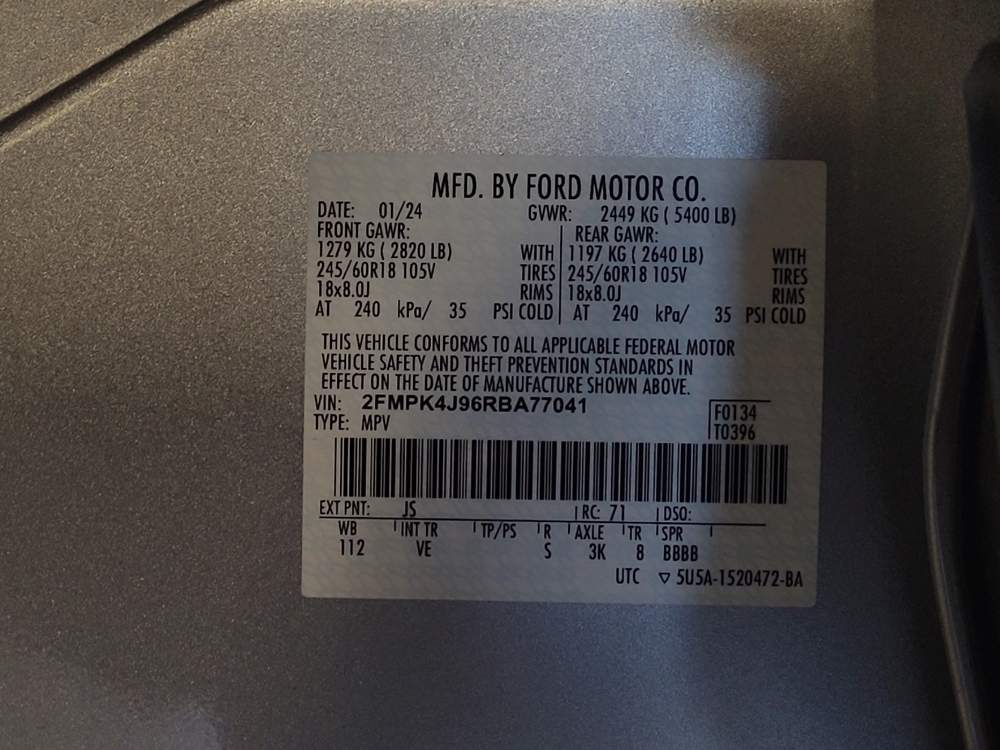 MFD. BY FORD MOTOR CO.
DATE: 01/24 GVWR: 2449 KG ( 5400 LB)
FRONT GAWR: REAR GAWR:
1279 KG ( 2820 LB) WITH 1197 KG ( 2640 LB) WITH
245/60R18 105V TIRES 245/60R18 105V TIRES
18x8.0J RIMS 18x8.0J RIMS
AT 240 kPa/ 35 PSI COLD AT 240 kPa/ 35 PSI COLD
THIS VEHICLE CONFORMS TO ALL APPLICABLE FEDERAL MOTOR
VEHICLE SAFETY AND THEFT PREVENTION STANDARDS IN
EFFECT ON THE DATE OF MANUFACTURE SHOWN ABOVE.
VIN: 2FMPK4J96RBA77041 F0134
TYPE: MPV T0396
EXT PNT: JS RC: 71 DSO:
WB INT TR TP/PS R AXLE TR SPR
112 VE S 3K 8 BBBB
UTC ▽ 5U5A-1520472-BA